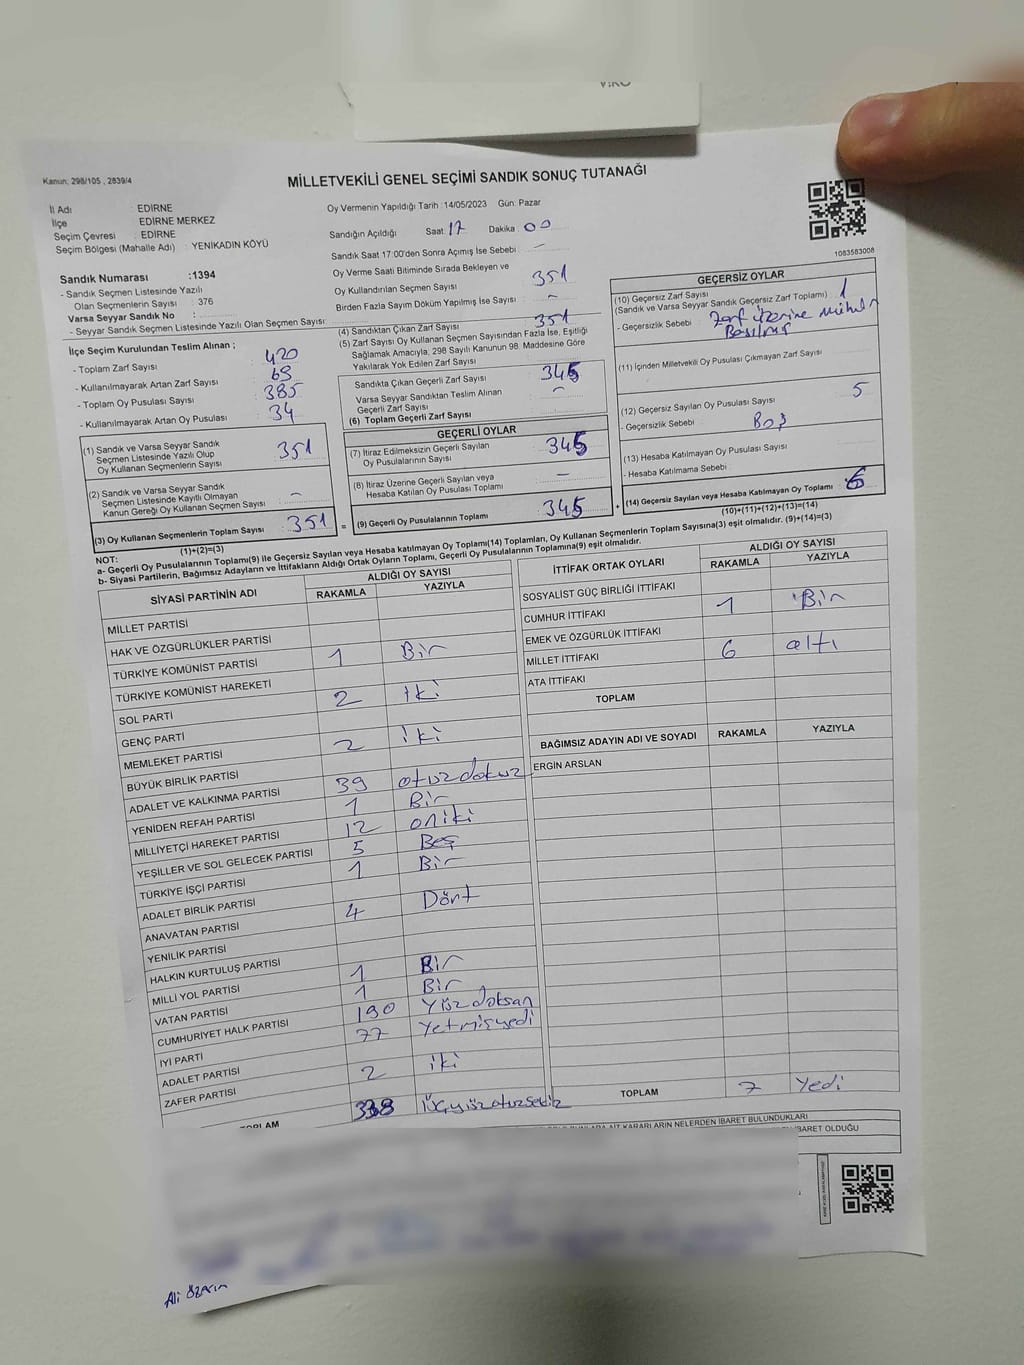 VIKO
Kanun; 298/105 , 2839/4
MİLLETVEKİLİ GENEL SEÇİMİ SANDIK SONUÇ TUTANAĞI
İl Adı : EDİRNE
İlçe : EDİRNE MERKEZ
Seçim Çevresi : EDİRNE
Seçim Bölgesi (Mahalle Adı) : YENİKADIN KÖYÜ
Oy Vermenin Yapıldığı Tarih :14/05/2023 Gün: Pazar
Sandığın Açıldığı Saat: 17 Dakika 00
Sandık Saat 17:00'den Sonra Açımış İse Sebebi : -
Oy Verme Saati Bitiminde Sırada Bekleyen ve
Oy Kullandırılan Seçmen Sayısı 351
Birden Fazla Sayım Döküm Yapılmış İse Sayısı : -
1083583008
Sandık Numarası :1394
- Sandık Seçmen Listesinde Yazılı
Olan Seçmenlerin Sayısı : 376
Varsa Seyyar Sandık No :
- Seyyar Sandık Seçmen Listesinde Yazılı Olan Seçmen Sayısı:
İlçe Seçim Kurulundan Teslim Alınan ;
- Toplam Zarf Sayısı : 420
- Kullanılmayarak Artan Zarf Sayısı : 69
- Toplam Oy Pusulası Sayısı : 385
- Kullanılmayarak Artan Oy Pusulası : 34
(1) Sandık ve Varsa Seyyar Sandık
Seçmen Listesinde Yazılı Olup
Oy Kullanan Seçmenlerin Sayısı : 351
(2) Sandık ve Varsa Seyyar Sandık
Seçmen Listesinde Kayıtlı Olmayan
Kanun Gereği Oy Kullanan Seçmen Sayısı : -
(3) Oy Kullanan Seçmenlerin Toplam Sayısı : 351
(1)+(2)=(3)
(4) Sandıktan Çıkan Zarf Sayısı 351
(5) Zarf Sayısı Oy Kullanan Seçmen Sayısından Fazla İse, Eşitliği
Sağlamak Amacıyla, 298 Sayılı Kanunun 98. Maddesine Göre
Yakılarak Yok Edilen Zarf Sayısı
Sandıkta Çıkan Geçerli Zarf Sayısı 345
Varsa Seyyar Sandıktan Teslim Alınan
Geçerli Zarf Sayısı : -
(6) Toplam Geçerli Zarf Sayısı
GEÇERLİ OYLAR
(7) İtiraz Edilmeksizin Geçerli Sayılan
Oy Pusulalarının Sayısı : 345
(8) İtiraz Üzerine Geçerli Sayılan veya
Hesaba Katılan Oy Pusulası Toplamı : -
= (9) Geçerli Oy Pusulalarının Toplamı : 345
GEÇERSİZ OYLAR
(10) Geçersiz Zarf Sayısı
(Sandık ve Varsa Seyyar Sandık Geçersiz Zarf Toplamı) 1
- Geçersizlik Sebebi : Zarf üzerine mühür
Basılmış
(11) İçinden Milletvekili Oy Pusulası Çıkmayan Zarf Sayısı
(12) Geçersiz Sayılan Oy Pusulası Sayısı 5
- Geçersizlik Sebebi : Boş
(13) Hesaba Katılmayan Oy Pusulası Sayısı
- Hesaba Katılmama Sebebi :
+ (14) Geçersiz Sayılan veya Hesaba Katılmayan Oy Toplamı 6
(10)+(11)+(12)+(13)=(14)
NOT:
a- Geçerli Oy Pusulalarının Toplamı(9) ile Geçersiz Sayılan veya Hesaba katılmayan Oy Toplamı(14) Toplamları, Oy Kullanan Seçmenlerin Toplam Sayısına(3) eşit olmalıdır. (9)+(14)=(3)
b- Siyasi Partilerin, Bağımsız Adayların ve İttifakların Aldığı Ortak Oyların Toplamı, Geçerli Oy Pusulalarının Toplamına(9) eşit olmalıdır.
SİYASİ PARTİNİN ADI ALDIĞI OY SAYISI
RAKAMLA YAZIYLA
MİLLET PARTİSİ
HAK VE ÖZGÜRLÜKLER PARTİSİ
TÜRKİYE KOMÜNİST PARTİSİ 1 Bir
TÜRKİYE KOMÜNİST HAREKETİ
SOL PARTİ 2 iki
GENÇ PARTİ
MEMLEKET PARTİSİ 2 iki
BÜYÜK BİRLİK PARTİSİ
ADALET VE KALKINMA PARTİSİ 39 otuzdokuz
YENİDEN REFAH PARTİSİ 1 Bir
MİLLİYETÇİ HAREKET PARTİSİ 12 oniki
YEŞİLLER VE SOL GELECEK PARTİSİ 5 Beş
TÜRKİYE İŞÇİ PARTİSİ 1 Bir
ADALET BİRLİK PARTİSİ
ANAVATAN PARTİSİ 4 Dört
YENİLİK PARTİSİ
HALKIN KURTULUŞ PARTİSİ
MİLLİ YOL PARTİSİ 1 Bir
VATAN PARTİSİ 1 Bir
CUMHURİYET HALK PARTİSİ 190 Yüzdoksan
İYİ PARTİ 77 Yetmişyedi
ADALET PARTİSİ
ZAFER PARTİSİ 2 iki
338 üçyüzotuzsekiz
İTTİFAK ORTAK OYLARI ALDIĞI OY SAYISI
RAKAMLA YAZIYLA
SOSYALİST GÜÇ BİRLİĞİ İTTİFAKI
CUMHUR İTTİFAKI 1 Bir
EMEK VE ÖZGÜRLÜK İTTİFAKI
MİLLET İTTİFAKI 6 altı
ATA İTTİFAKI
TOPLAM
BAĞIMSIZ ADAYIN ADI VE SOYADI RAKAMLA YAZIYLA
ERGİN ARSLAN
TOPLAM 7 Yedi
KARARLARIN NELERDEN İBARET BULUNDUKLARI
İBARET OLDUĞU
Ali